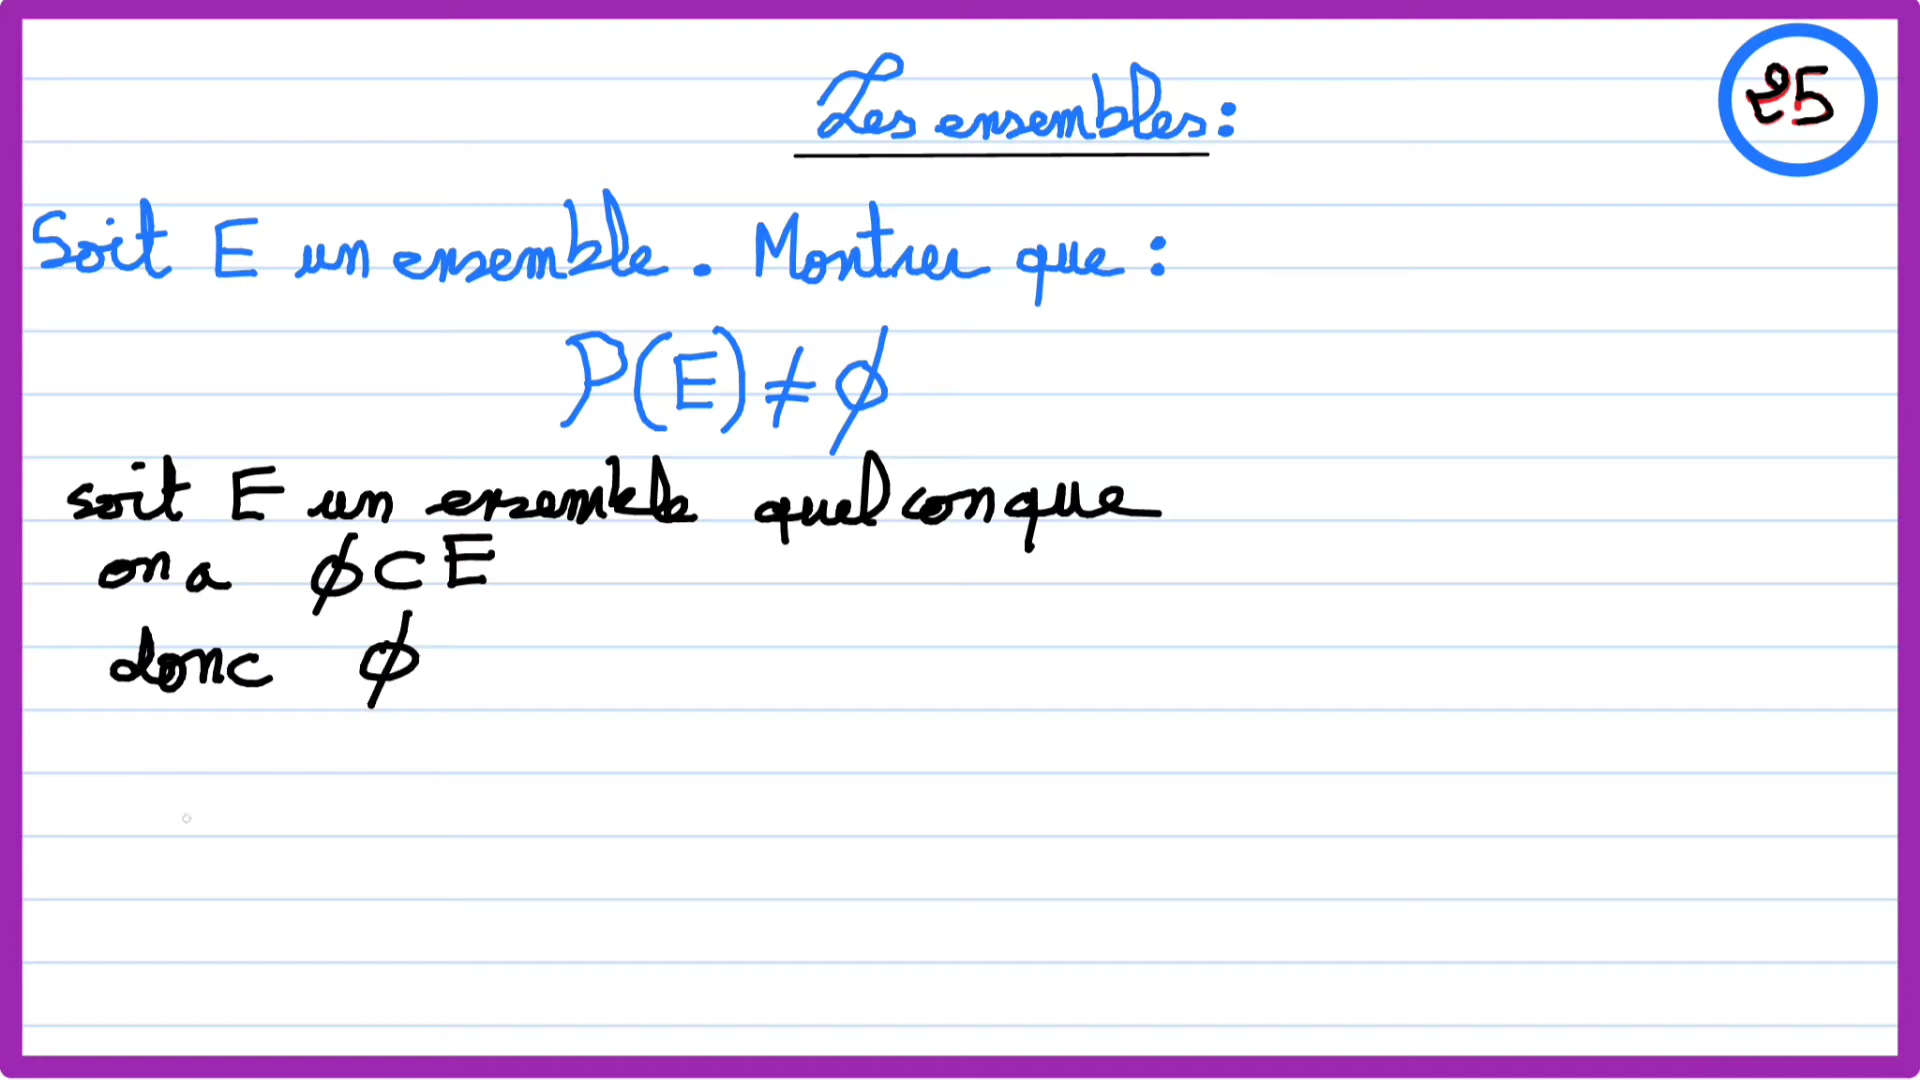 Les ensembles :
25
Soit E un ensemble . Montrer que :
P(E) ≠ ∅
soit E un ensemble quelconque
on a ∅ ⊂ E
donc ∅